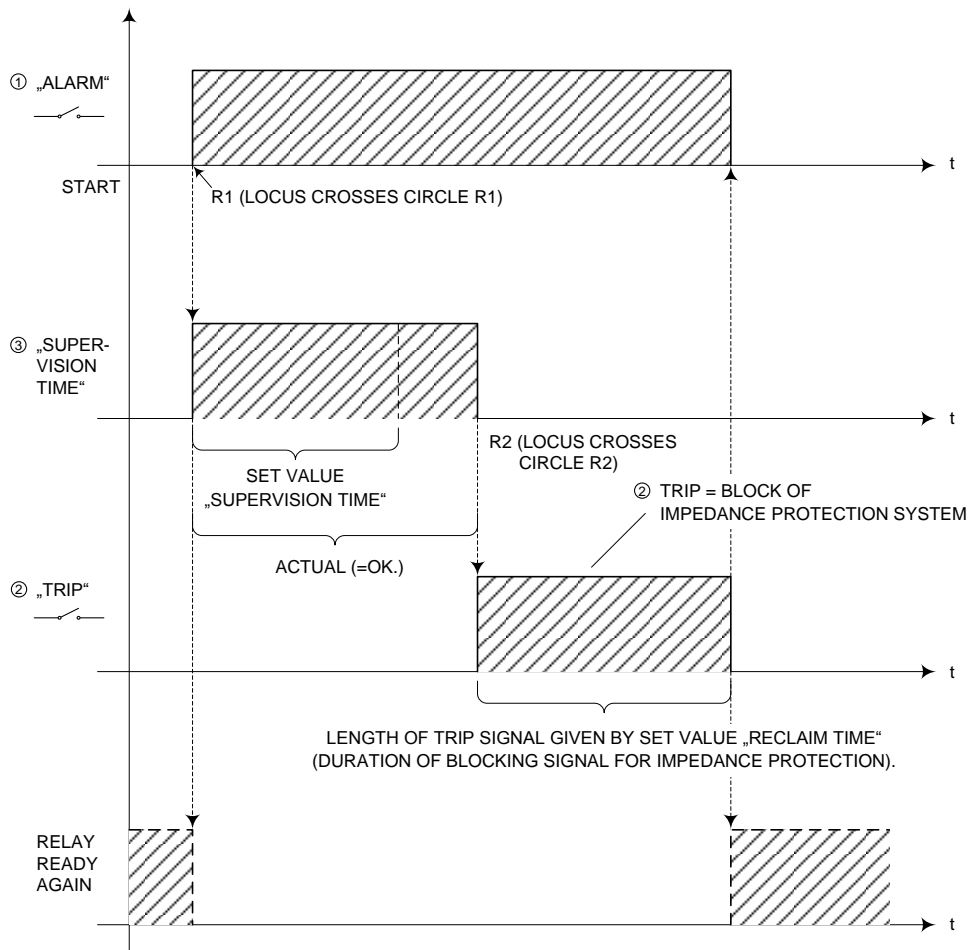 ① „ALARM“
t
START
R1 (LOCUS CROSSES CIRCLE R1)
③ „SUPER-
VISION
TIME“
t
R2 (LOCUS CROSSES
CIRCLE R2)
SET VALUE
„SUPERVISION TIME“
② TRIP = BLOCK OF
IMPEDANCE PROTECTION SYSTEM
ACTUAL (=OK.)
② „TRIP“
t
LENGTH OF TRIP SIGNAL GIVEN BY SET VALUE „RECLAIM TIME“
(DURATION OF BLOCKING SIGNAL FOR IMPEDANCE PROTECTION).
RELAY
READY
AGAIN
t